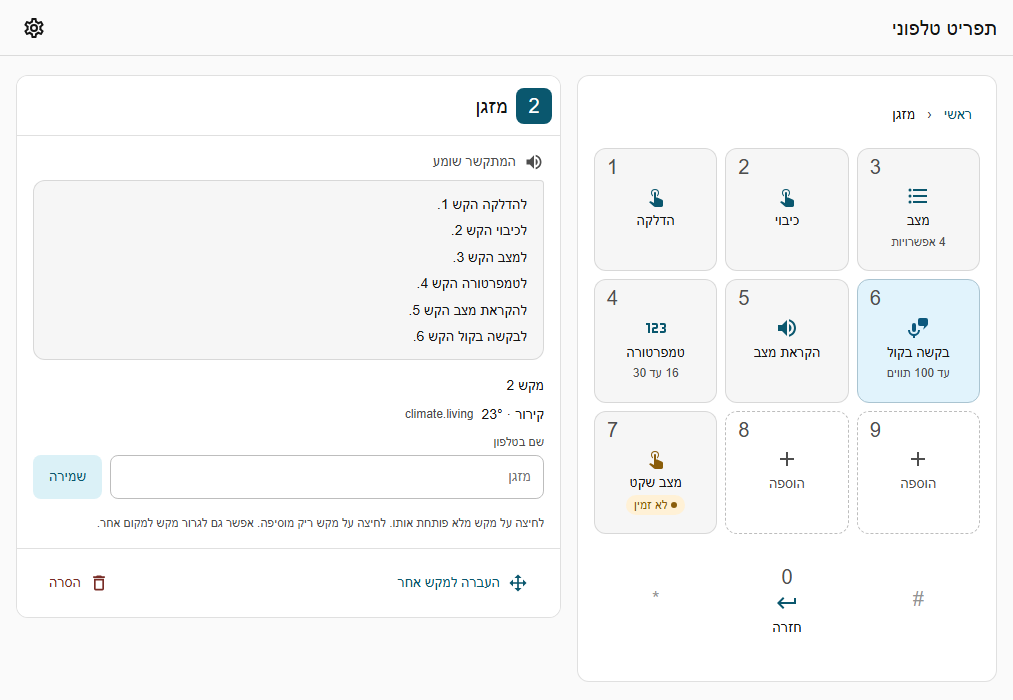 תפריט טלפוני
ראשי › מזגן
1
הדלקה
2
כיבוי
3
מצב
4 אפשרויות
4
123
טמפרטורה
16 עד 30
5
הקראת מצב
6
בקשה בקול
עד 100 תווים
7
מצב שקט
לא זמין
8
הוספה
9
הוספה
*
0
חזרה
#
2 מזגן
המתקשר שומע
להדלקה הקש 1.
לכיבוי הקש 2.
למצב הקש 3.
לטמפרטורה הקש 4.
להקראת מצב הקש 5.
לבקשה בקול הקש 6.
מקש 2
קירור · 23° climate.living
שם בטלפון
מזגן
שמירה
לחיצה על מקש מלא פותחת אותו. לחיצה על מקש ריק מוסיפה. אפשר גם לגרור מקש למקום אחר.
העברה למקש אחר
הסרה